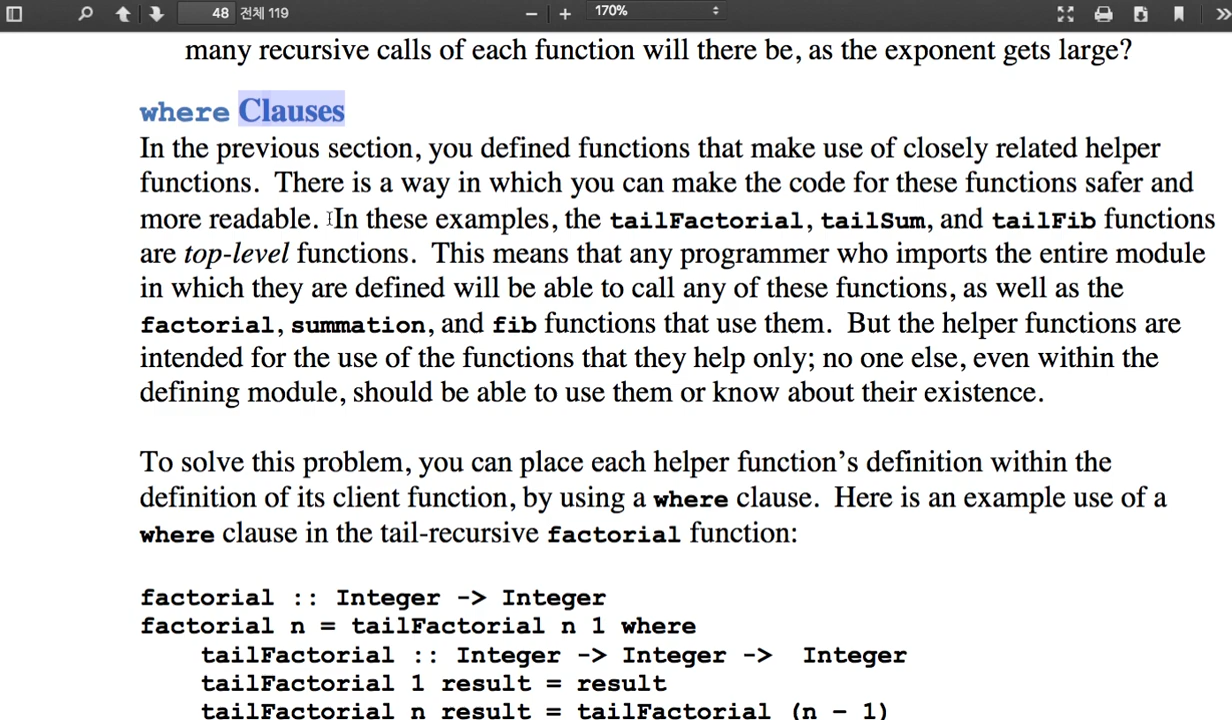 48 전체 119 170%
many recursive calls of each function will there be, as the exponent gets large?
where Clauses
In the previous section, you defined functions that make use of closely related helper
functions. There is a way in which you can make the code for these functions safer and
more readable. In these examples, the tailFactorial, tailSum, and tailFib functions
are top-level functions. This means that any programmer who imports the entire module
in which they are defined will be able to call any of these functions, as well as the
factorial, summation, and fib functions that use them. But the helper functions are
intended for the use of the functions that they help only; no one else, even within the
defining module, should be able to use them or know about their existence.
To solve this problem, you can place each helper function's definition within the
definition of its client function, by using a where clause. Here is an example use of a
where clause in the tail-recursive factorial function:
factorial :: Integer -> Integer
factorial n = tailFactorial n 1 where
tailFactorial :: Integer -> Integer -> Integer
tailFactorial 1 result = result
tailFactorial n result = tailFactorial (n – 1)